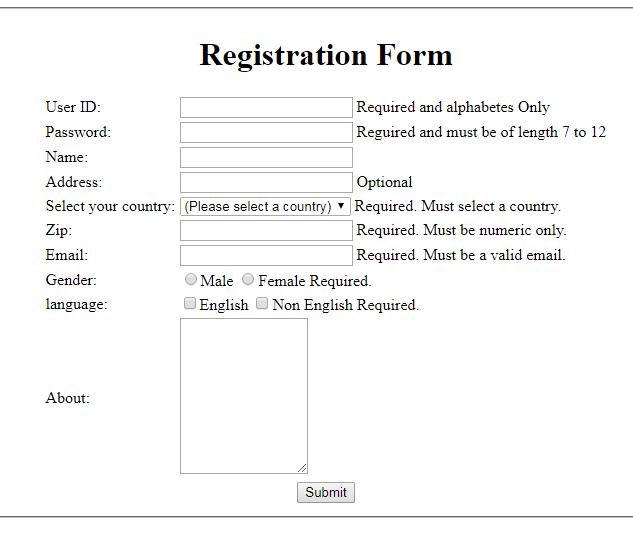 Registration Form
User ID: Required and alphabetes Only
Password: Reguired and must be of length 7 to 12
Name:
Address: Optional
Select your country: (Please select a country) Required. Must select a country.
Zip: Required. Must be numeric only.
Email: Required. Must be a valid email.
Gender: Male Female Required.
language: English Non English Required.
About:
Submit